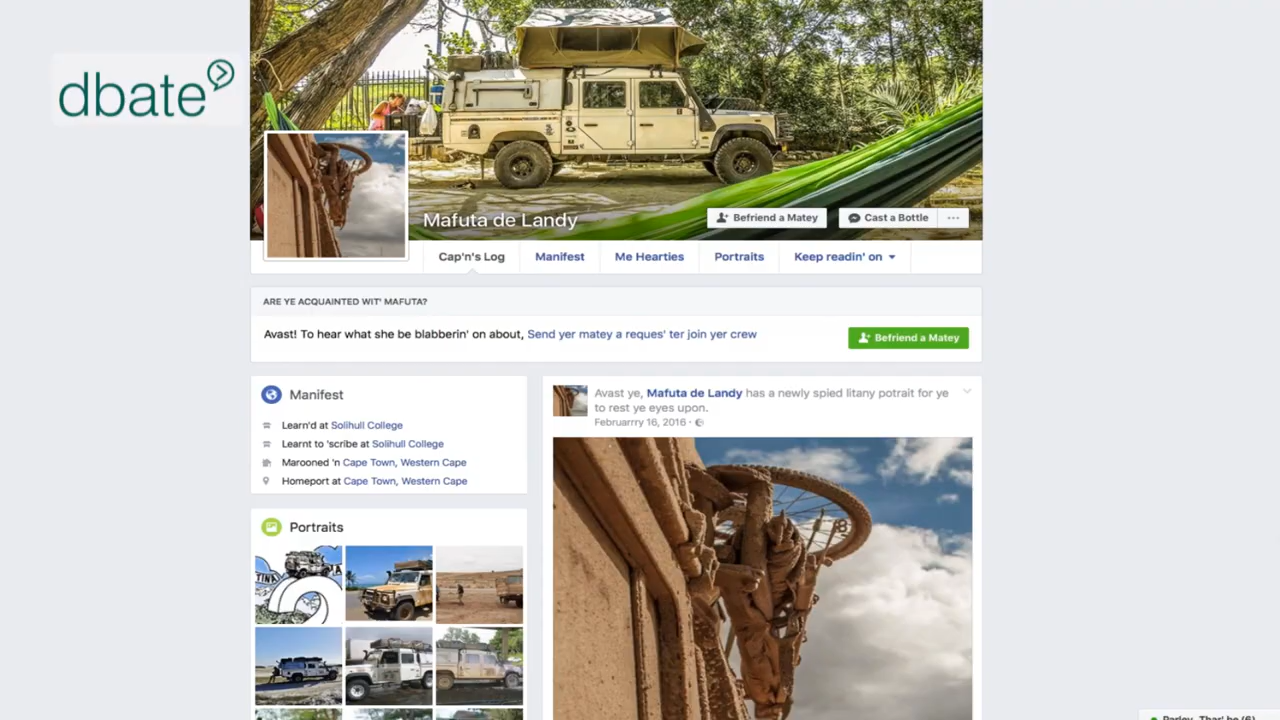 dbate
Mafuta de Landy
Befriend a Matey
Cast a Bottle
Cap'n's Log
Manifest
Me Hearties
Portraits
Keep readin' on
ARE YE ACQUAINTED WIT' MAFUTA?
Avast! To hear what she be blabberin' on about, Send yer matey a reques' ter join yer crew
Befriend a Matey
Manifest
Learn'd at Solihull College
Learnt to 'scribe at Solihull College
Marooned 'n Cape Town, Western Cape
Homeport at Cape Town, Western Cape
Portraits
Avast ye, Mafuta de Landy has a newly spied litany potrait for ye
to rest ye eyes upon.
Februarrry 16, 2016 ·